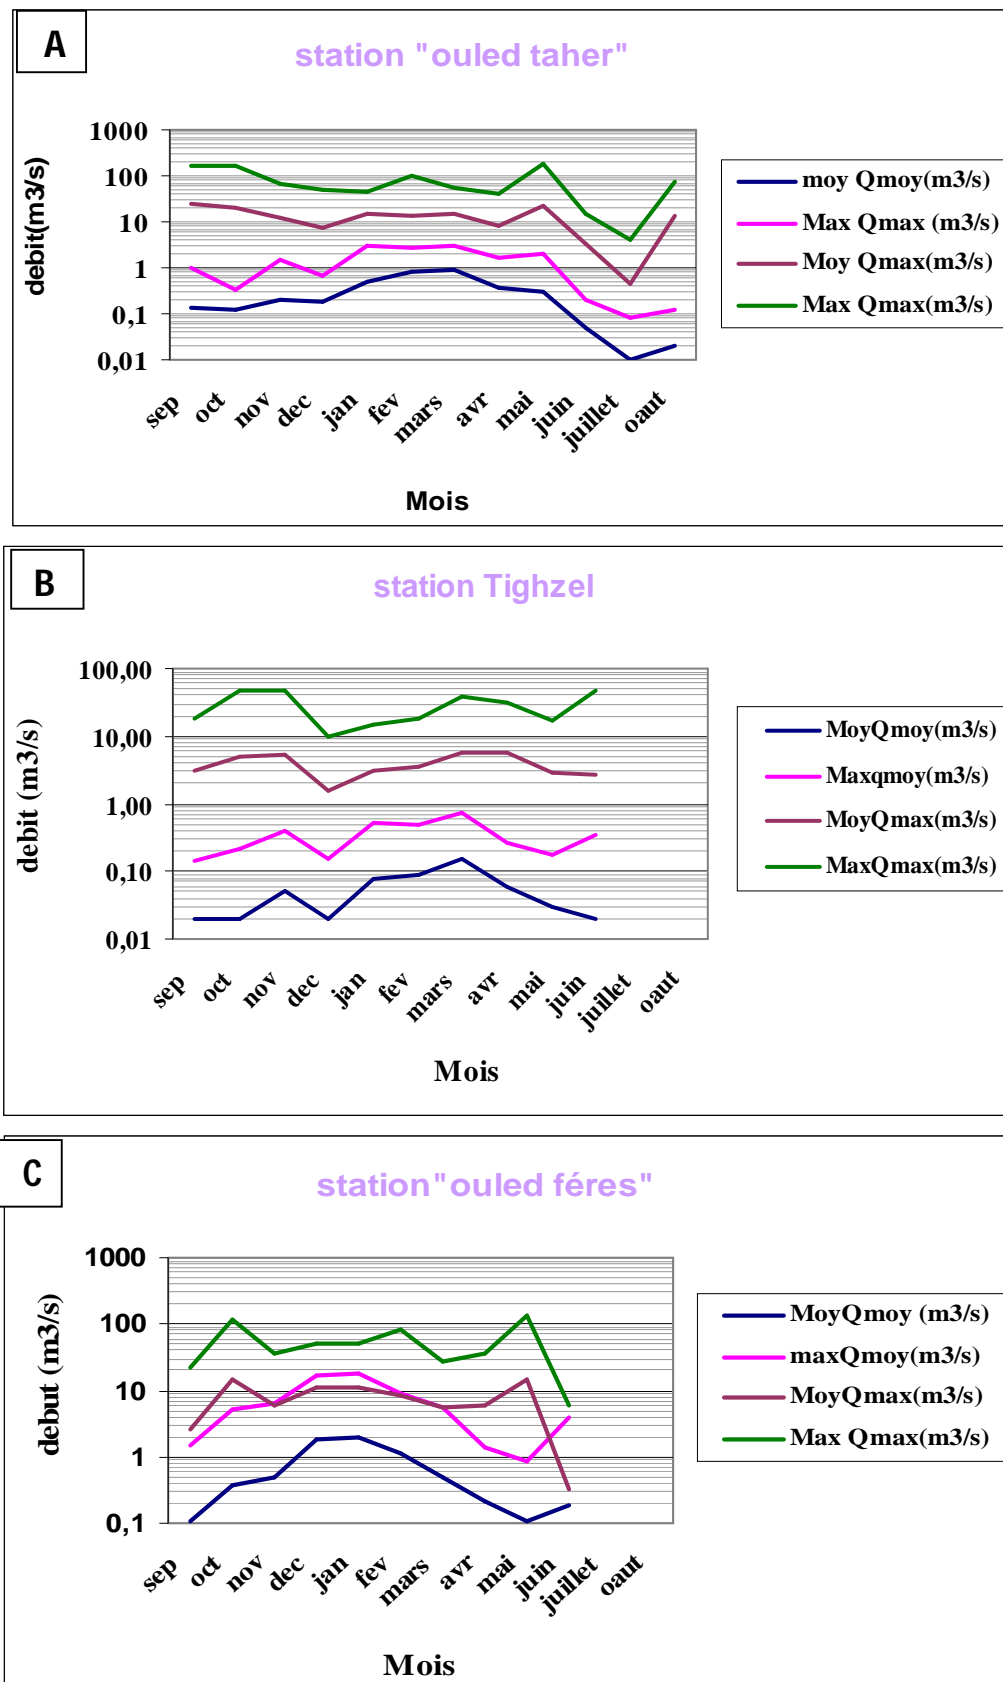 A
station "ouled taher"
debit(m3/s)
1000
100
10
1
0,1
0,01
sep oct nov dec jan fev mars avr mai juin juillet oaut
Mois
moy Qmoy(m3/s)
Max Qmax (m3/s)
Moy Qmax(m3/s)
Max Qmax(m3/s)
B
station Tighzel
debit (m3/s)
100,00
10,00
1,00
0,10
0,01
sep oct nov dec jan fev mars avr mai juin juillet oaut
Mois
MoyQmoy(m3/s)
Maxqmoy(m3/s)
MoyQmax(m3/s)
MaxQmax(m3/s)
C
station"ouled féres"
debut (m3/s)
1000
100
10
1
0,1
sep oct nov dec jan fev mars avr mai juin juillet oaut
Mois
MoyQmoy (m3/s)
maxQmoy(m3/s)
MoyQmax(m3/s)
Max Qmax(m3/s)